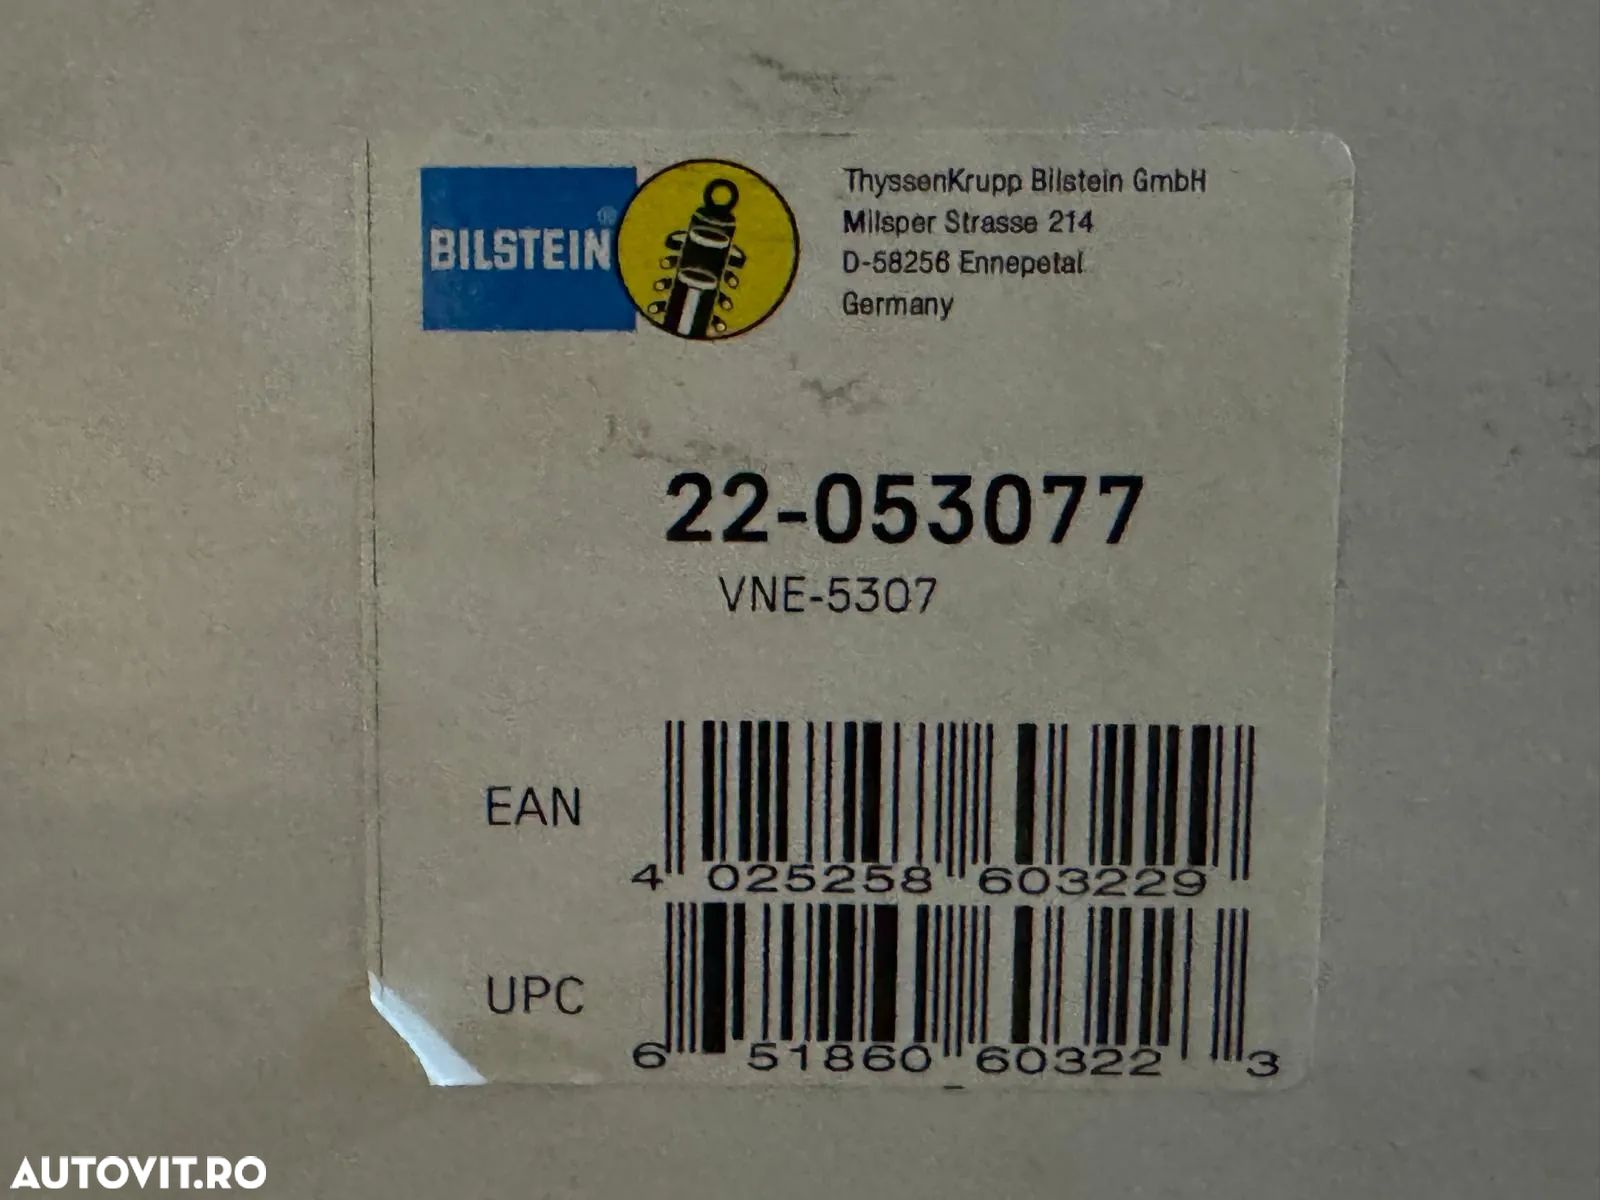 BILSTEIN®
ThyssenKrupp Bilstein GmbH
Milsper Strasse 214
D-58256 Ennepetal
Germany
22-053077
VNE-5307
EAN
4 025258 603229
UPC
6 51860 60322 3
AUTOVIT.RO